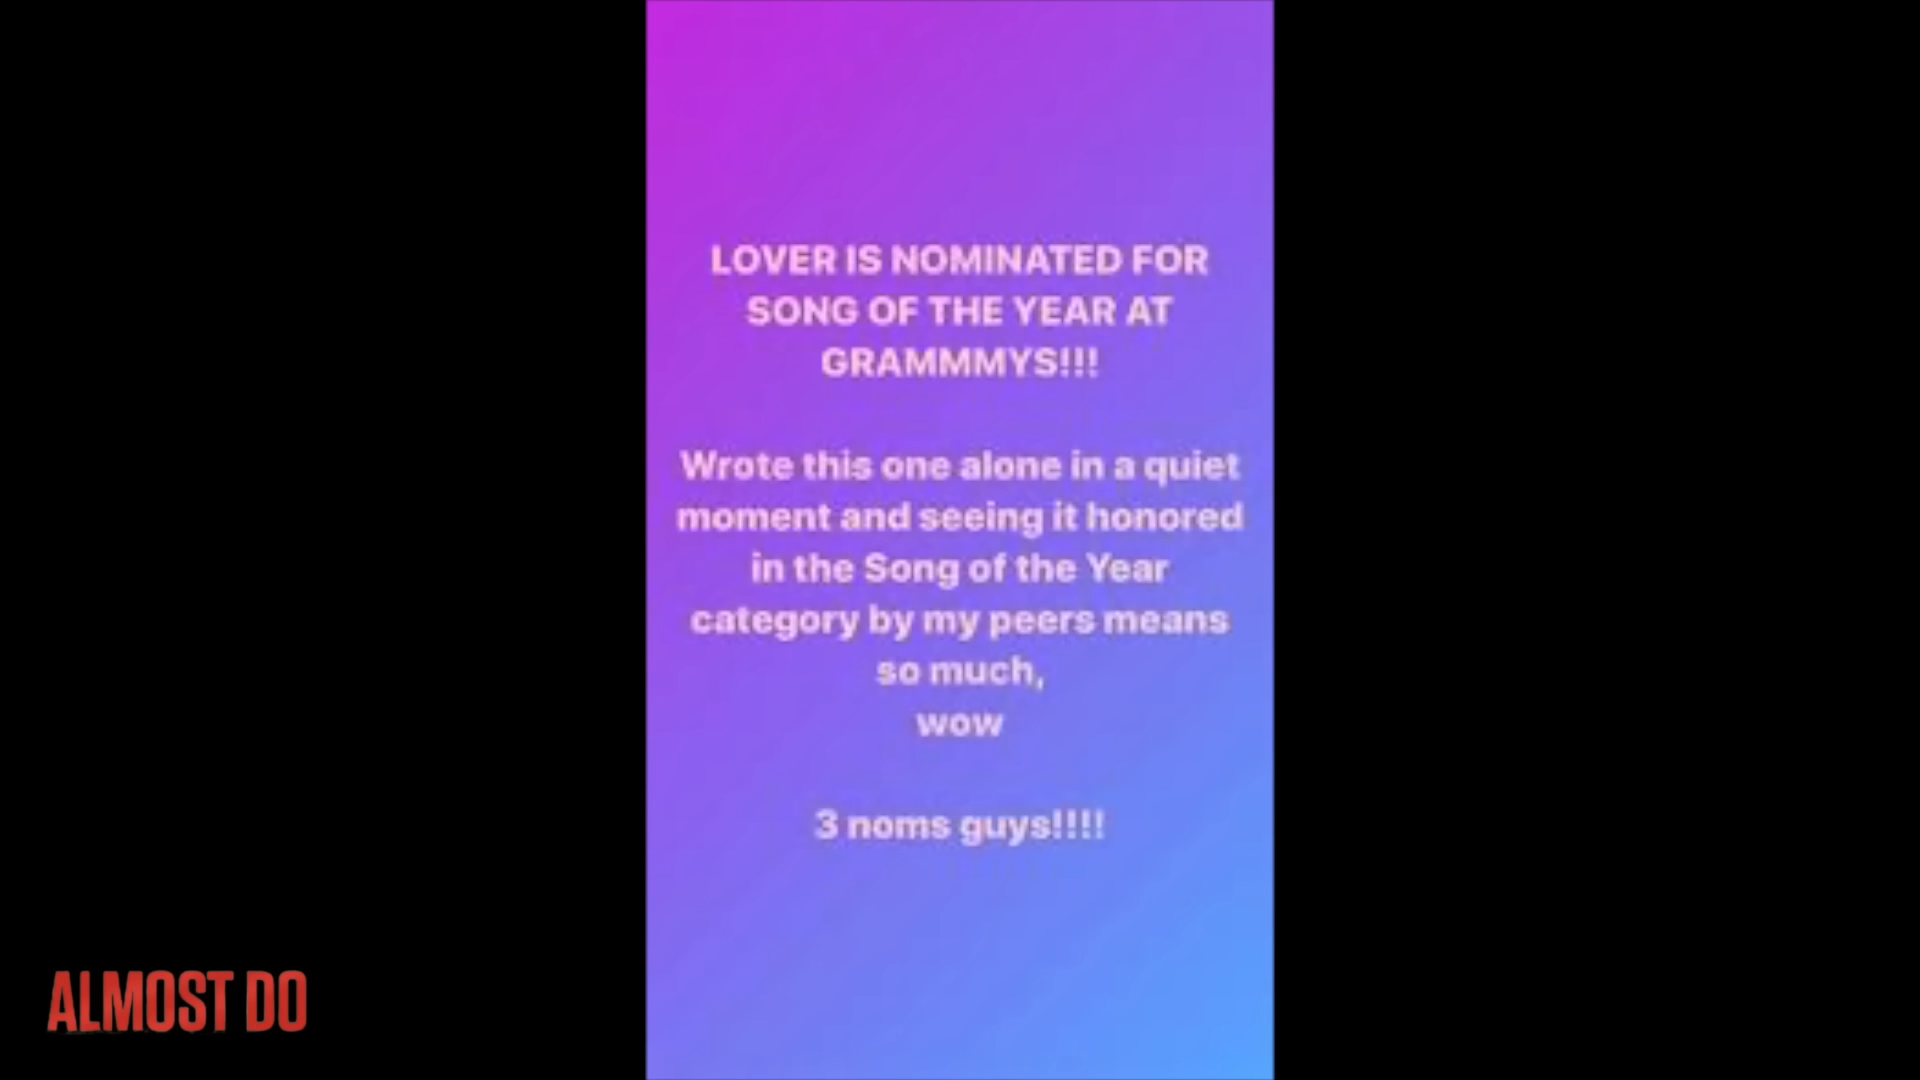 LOVER IS NOMINATED FOR
SONG OF THE YEAR AT
GRAMMMYS!!!
Wrote this one alone in a quiet
moment and seeing it honored
in the Song of the Year
category by my peers means
so much,
wow
3 noms guys!!!!
ALMOST DO